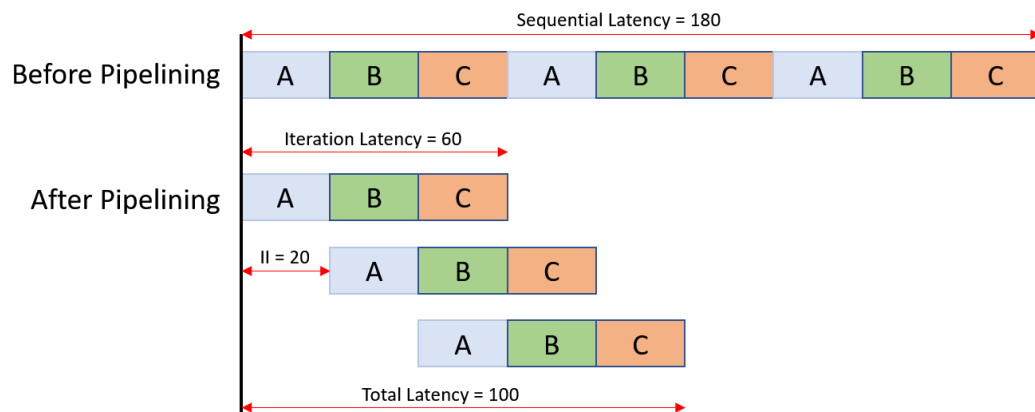 Sequential Latency = 180
Before Pipelining A B C A B C A B C
Iteration Latency = 60
After Pipelining A B C
II = 20 A B C
A B C
Total Latency = 100